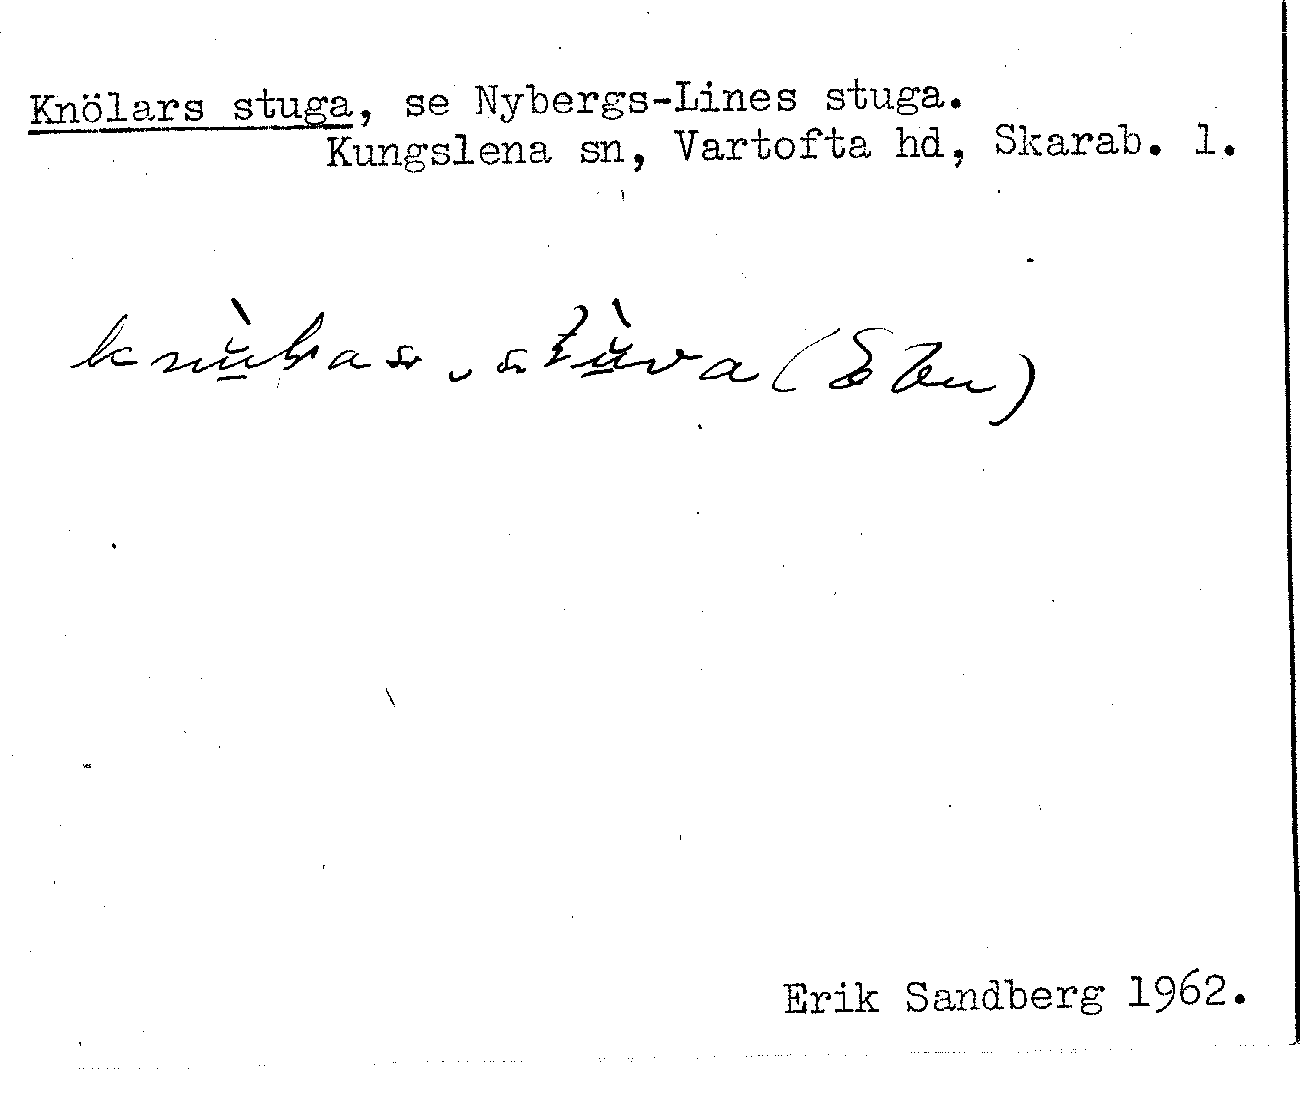 Knölars stuga, se Nybergs-Lines stuga.
Kungslena sn, Vartofta hd, Skarab. l.
Erik Sandberg 1962.